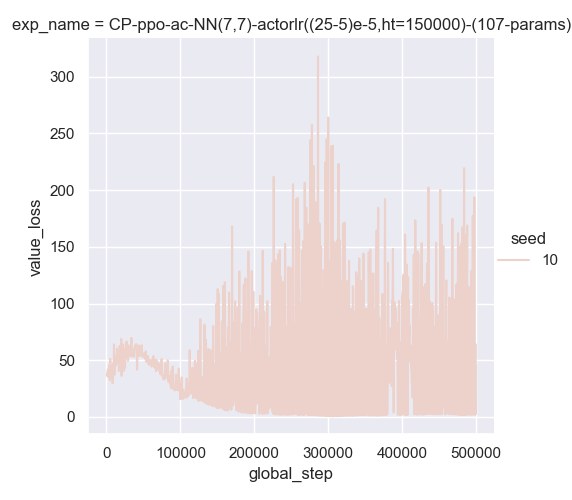 exp_name = CP-ppo-ac-NN(7,7)-actorlr((25-5)e-5,ht=150000)-(107-params)
300
250
200
150
100
50
0
value_loss
0 100000 200000 300000 400000 500000
global_step
seed
10